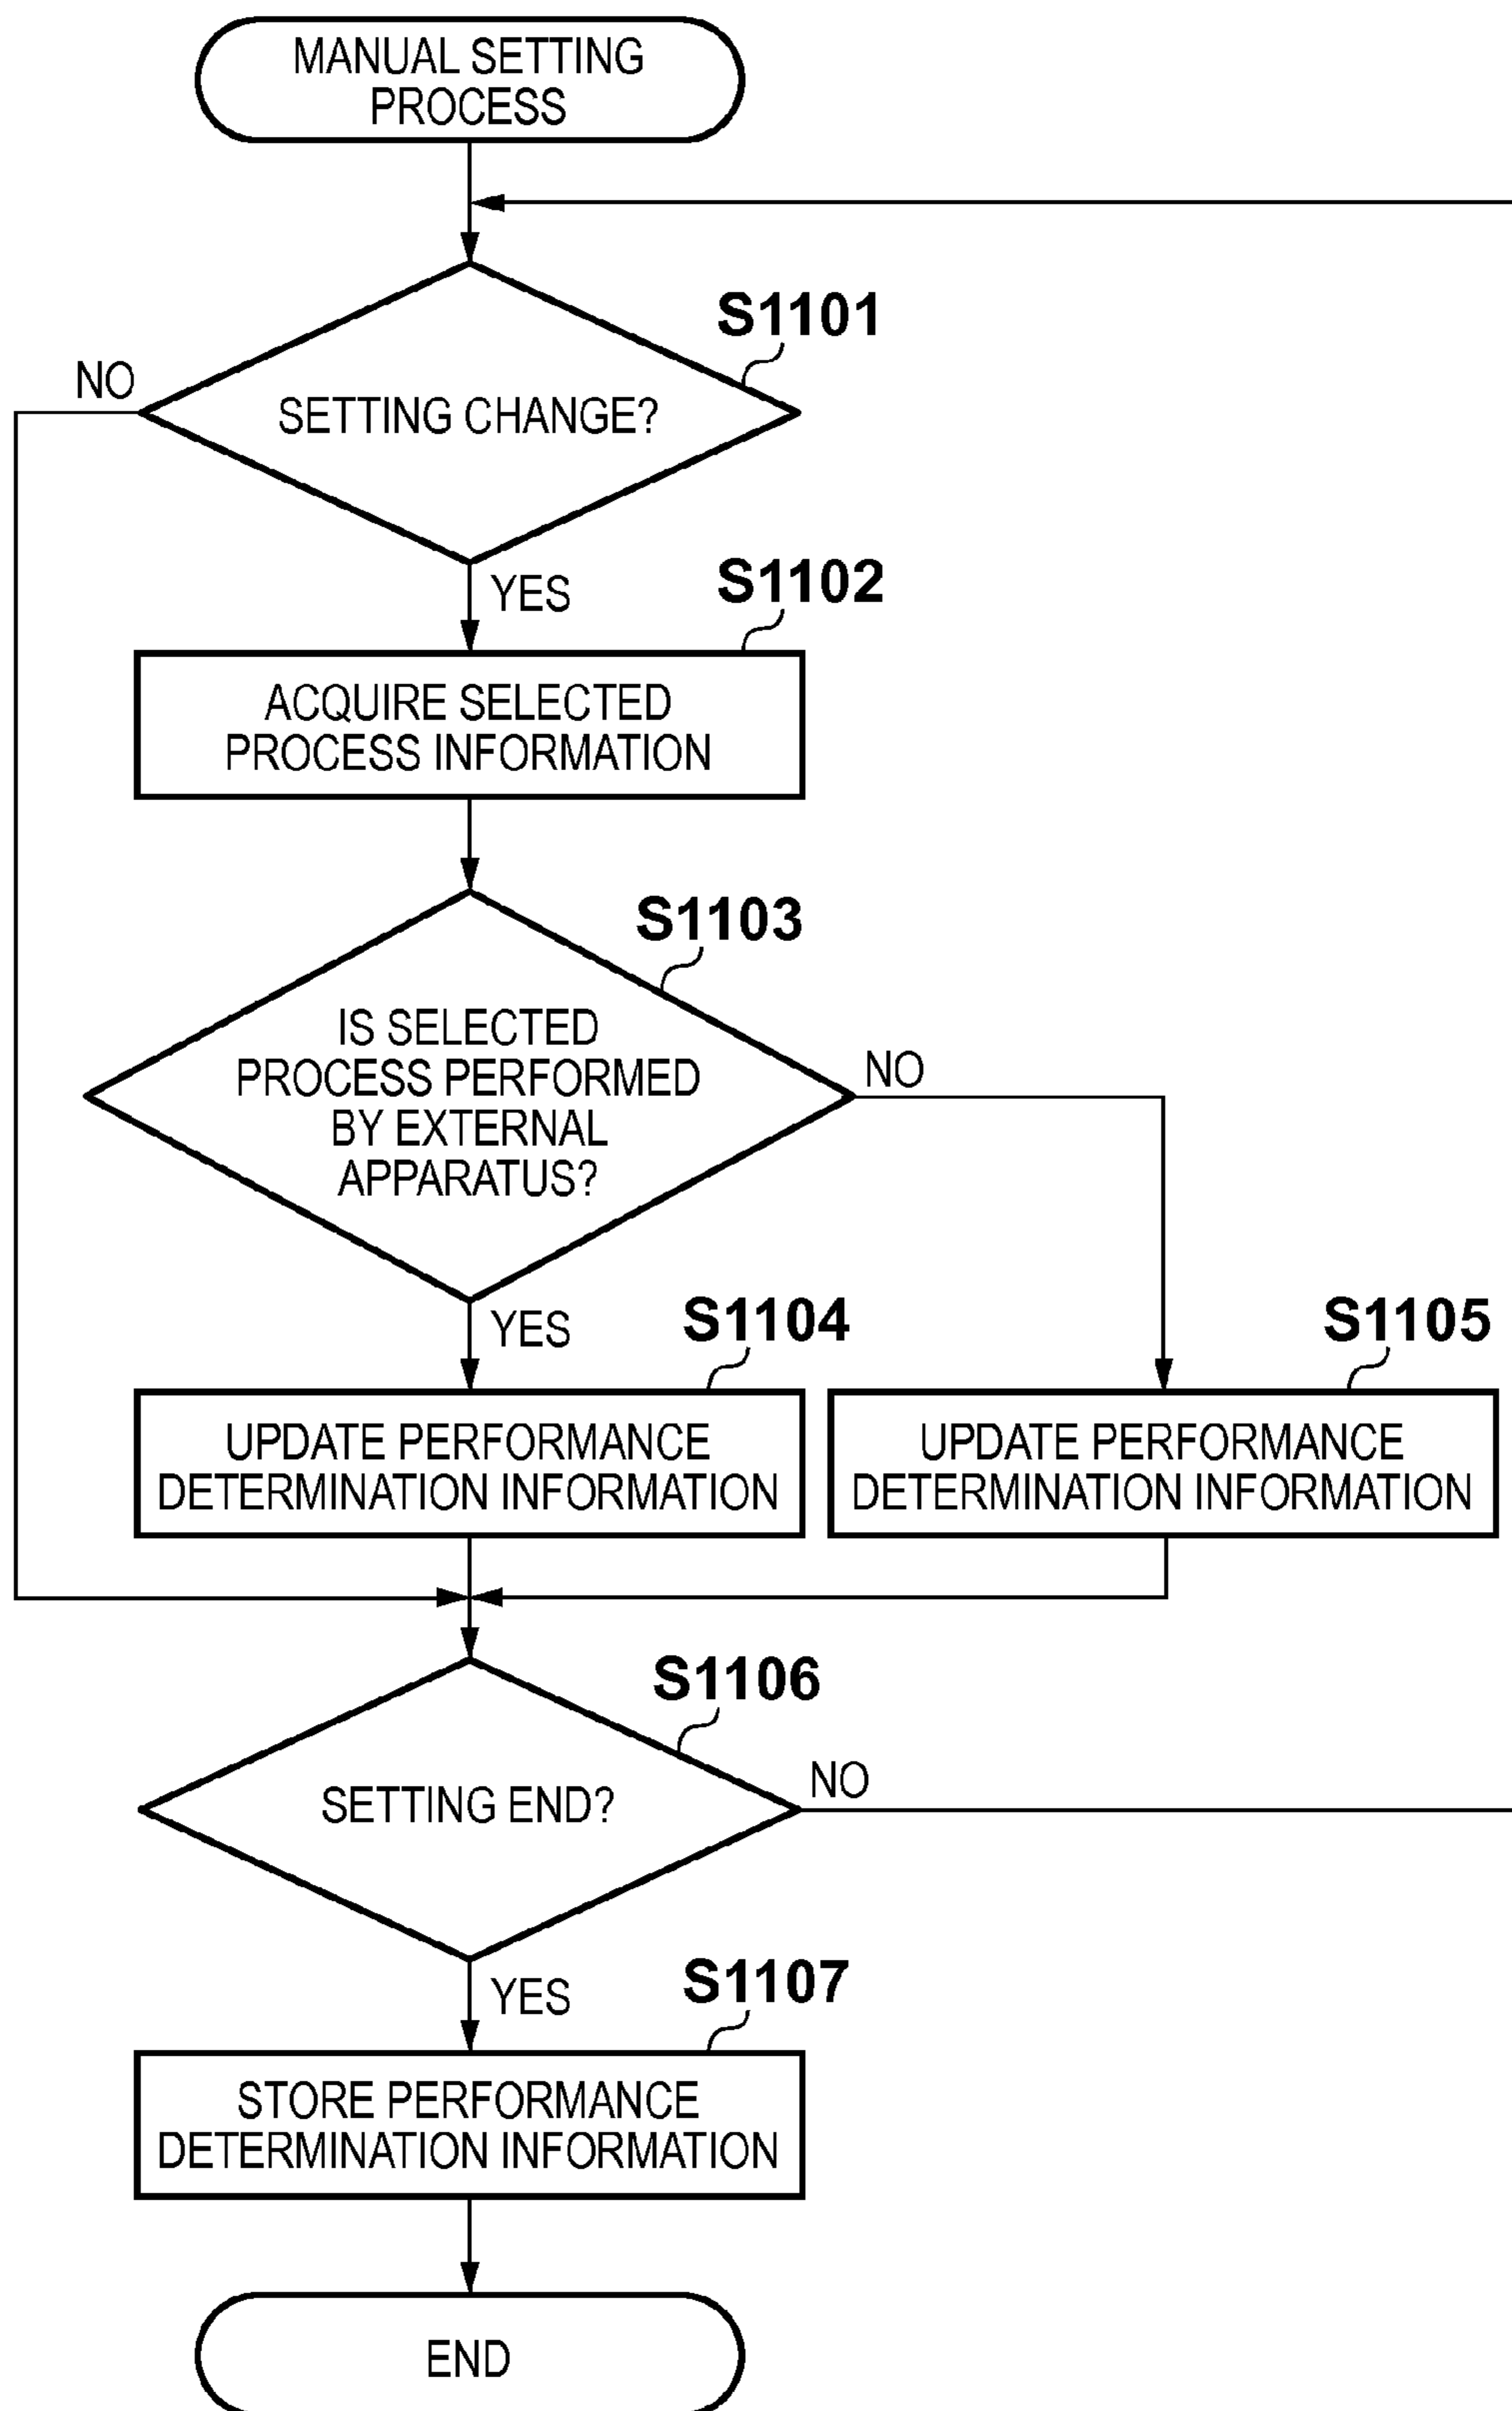 MANUAL SETTING
PROCESS
S1101
NO
SETTING CHANGE?
YES
S1102
ACQUIRE SELECTED
PROCESS INFORMATION
S1103
IS SELECTED
PROCESS PERFORMED
BY EXTERNAL
APPARATUS?
NO
YES
S1104
S1105
UPDATE PERFORMANCE
DETERMINATION INFORMATION
UPDATE PERFORMANCE
DETERMINATION INFORMATION
S1106
SETTING END?
NO
YES
S1107
STORE PERFORMANCE
DETERMINATION INFORMATION
END